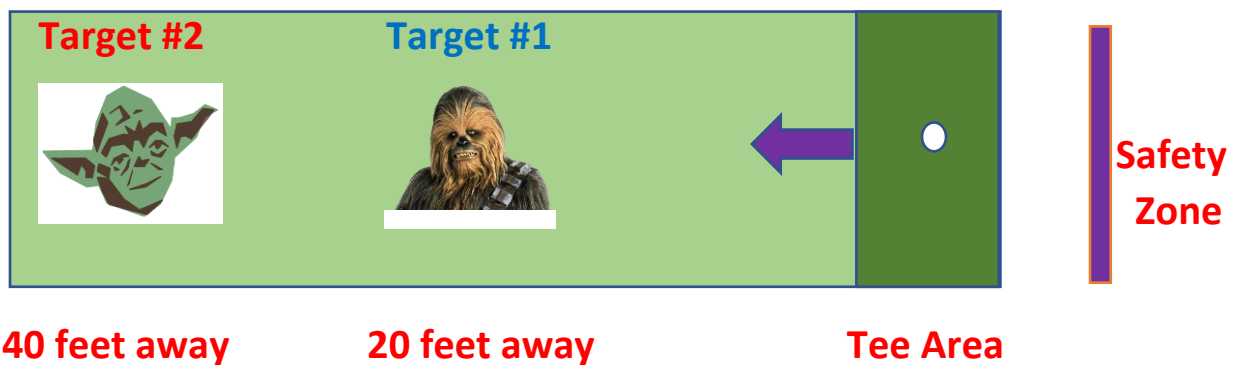 Target #2
Target #1
Safety
Zone
40 feet away
20 feet away
Tee Area